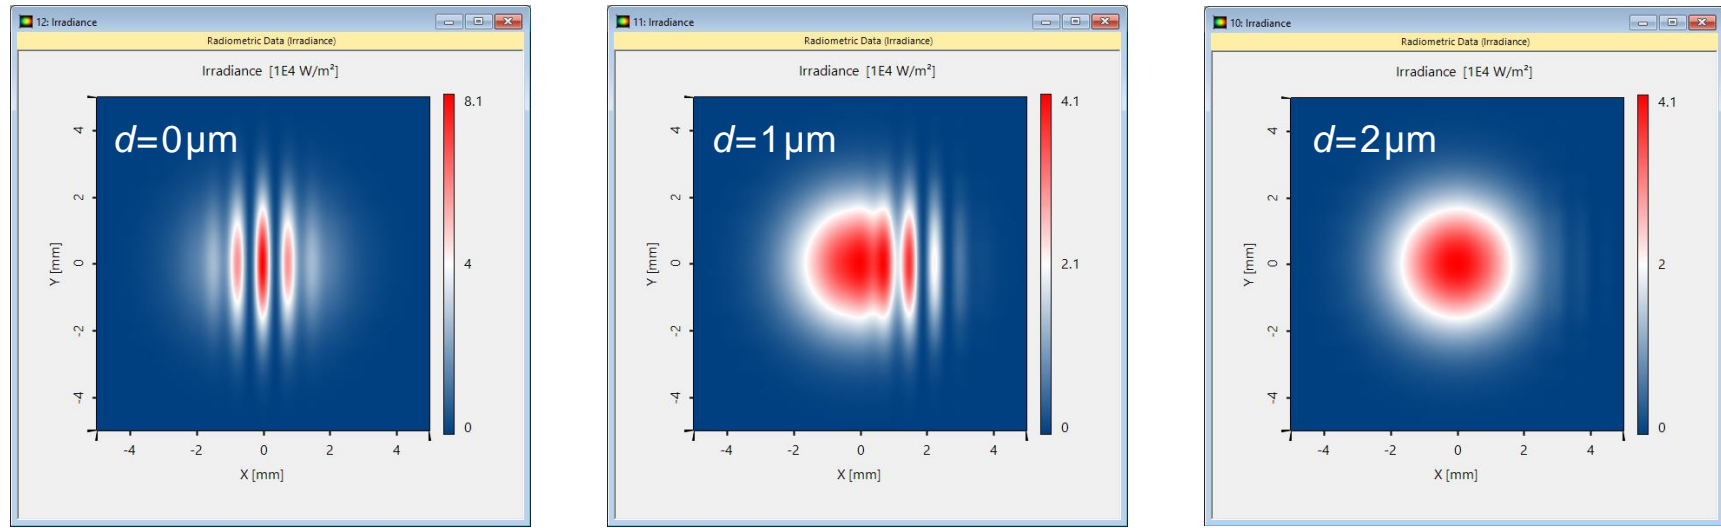 12: Irradiance
Radiometric Data (Irradiance)
Irradiance [1E4 W/m²]
d=0µm
8.1
4
0
4
2
0
-2
-4
Y [mm]
-4
-2
0
2
4
X [mm]
11: Irradiance
Radiometric Data (Irradiance)
Irradiance [1E4 W/m²]
d=1µm
4.1
2.1
0
4
2
0
-2
-4
Y [mm]
-4
-2
0
2
4
X [mm]
10: Irradiance
Radiometric Data (Irradiance)
Irradiance [1E4 W/m²]
d=2µm
4.1
2
0
4
2
0
-2
-4
Y [mm]
-4
-2
0
2
4
X [mm]